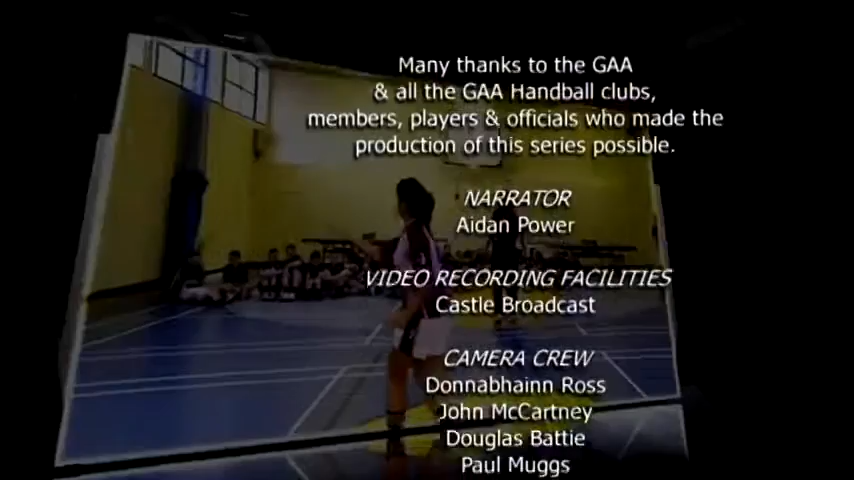 Many thanks to the GAA
& all the GAA Handball clubs,
members, players & officials who made the
production of this series possible.
NARRATOR
Aidan Power
VIDEO RECORDING FACILITIES
Castle Broadcast
CAMERA CREW
Donnabhainn Ross
John McCartney
Douglas Battie
Paul Muggs